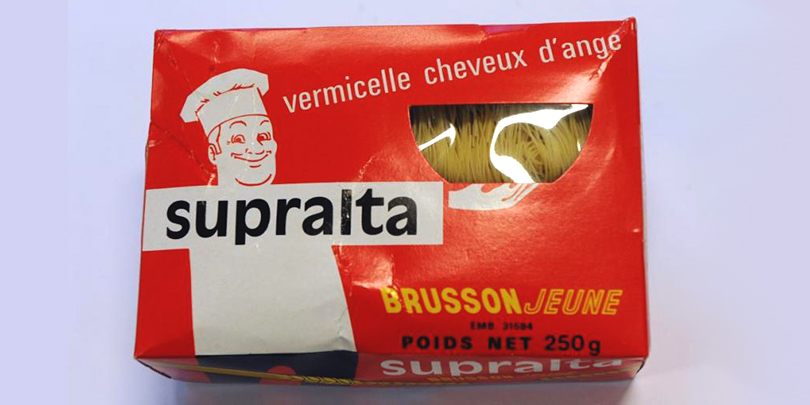 vermicelle cheveux d'ange
supralta
BRUSSON JEUNE
EMB. 31584
POIDS NET 250g
supralta